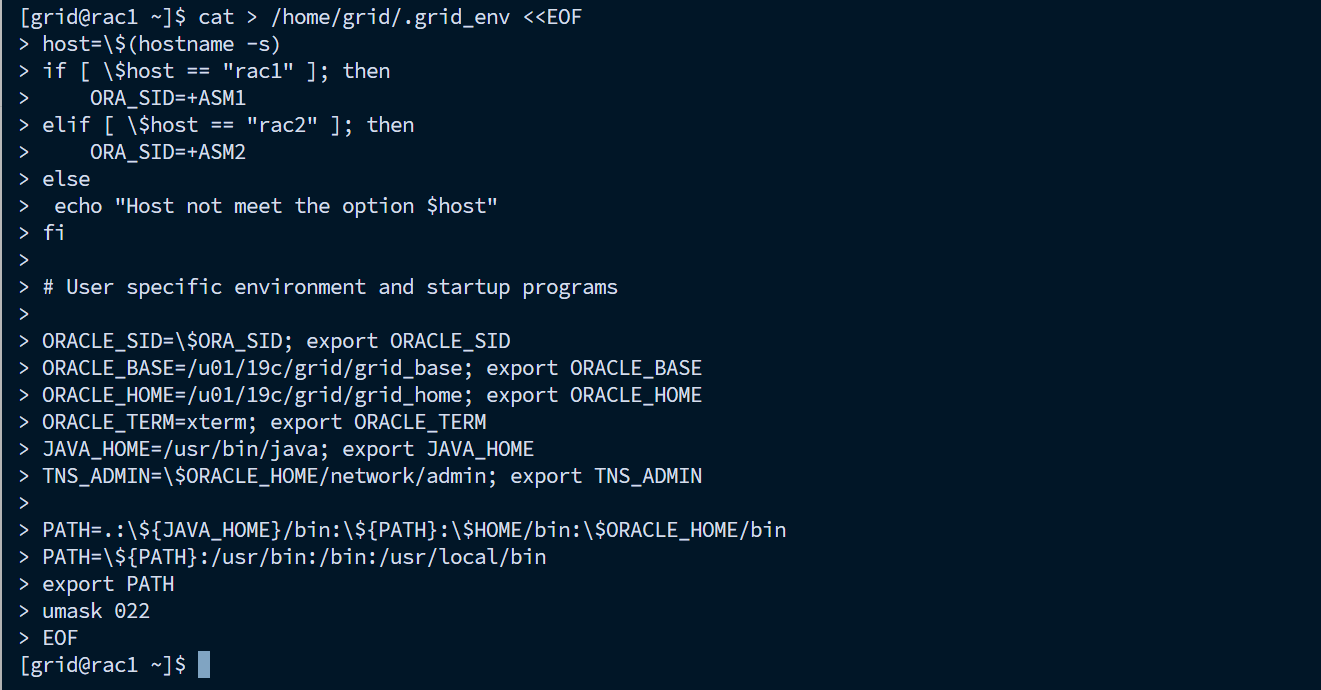 [grid@rac1 ~]$ cat > /home/grid/.grid_env <<EOF
> host=\$(hostname -s)
> if [ \$host == "rac1" ]; then
>     ORA_SID=+ASM1
> elif [ \$host == "rac2" ]; then
>     ORA_SID=+ASM2
> else
>  echo "Host not meet the option $host"
> fi
>
> # User specific environment and startup programs
>
> ORACLE_SID=\$ORA_SID; export ORACLE_SID
> ORACLE_BASE=/u01/19c/grid/grid_base; export ORACLE_BASE
> ORACLE_HOME=/u01/19c/grid/grid_home; export ORACLE_HOME
> ORACLE_TERM=xterm; export ORACLE_TERM
> JAVA_HOME=/usr/bin/java; export JAVA_HOME
> TNS_ADMIN=\$ORACLE_HOME/network/admin; export TNS_ADMIN
>
> PATH=.:\${JAVA_HOME}/bin:\${PATH}:\$HOME/bin:\$ORACLE_HOME/bin
> PATH=\${PATH}:/usr/bin:/bin:/usr/local/bin
> export PATH
> umask 022
> EOF
[grid@rac1 ~]$